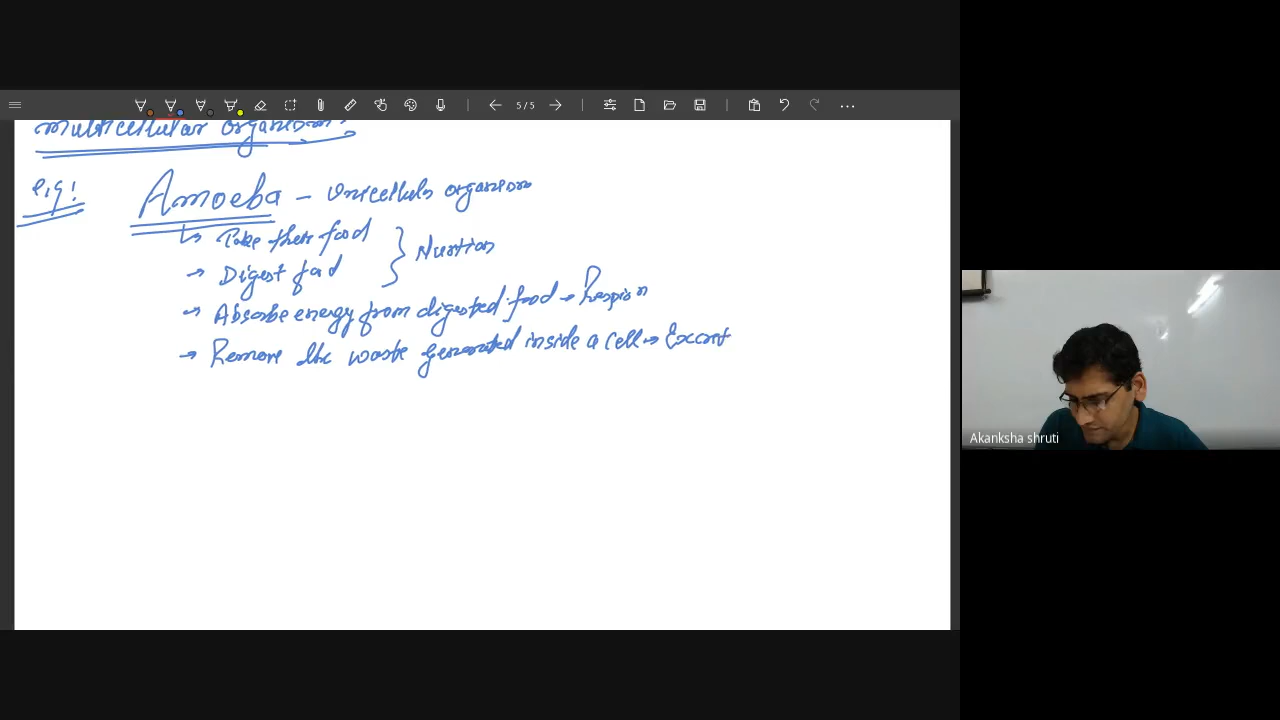 5/5
Multicellular organism:
e.g: Amoeba - Unicellular organism
↳ Take their food
→ Digest food } Nutrition
→ Absorbe energy from digested food → Respion
→ Remove the waste generated inside a cell → Excret
Akanksha shruti